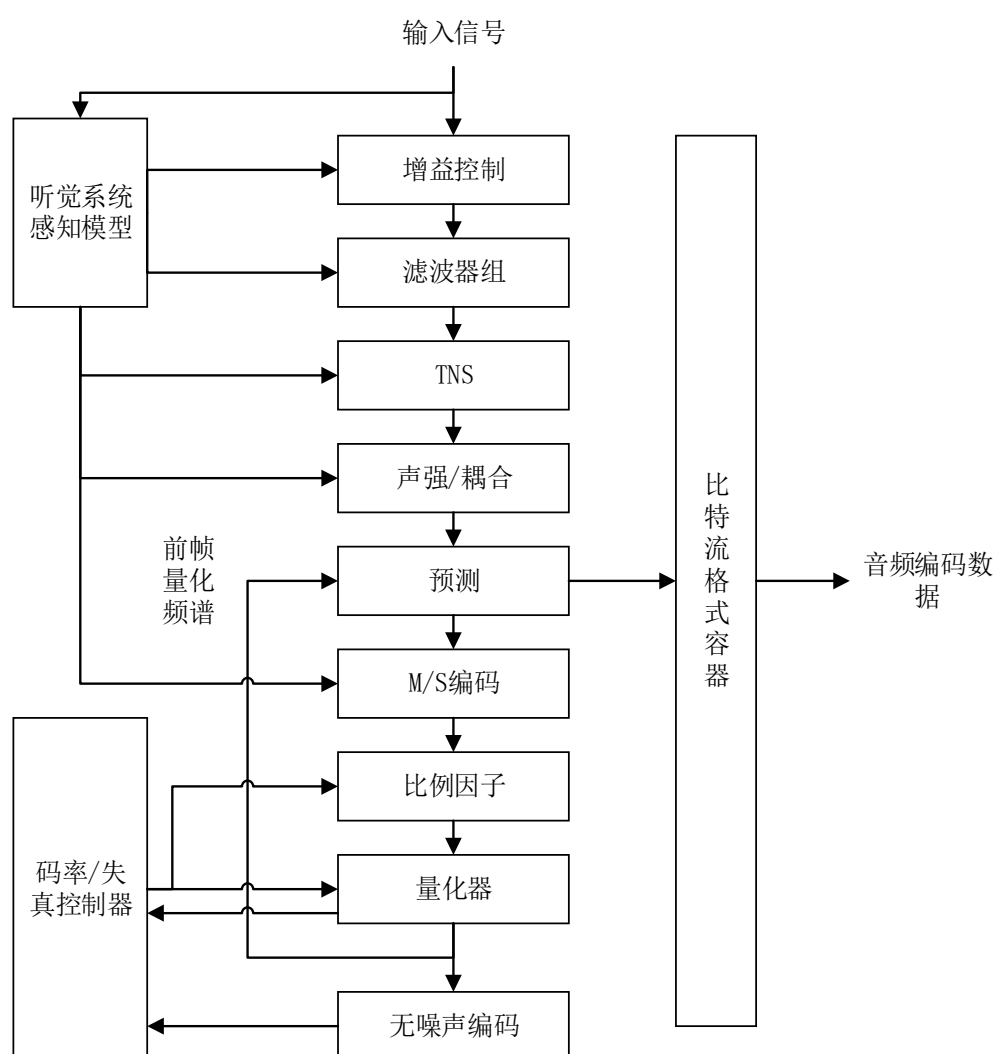 输入信号
听觉系统
感知模型
增益控制
滤波器组
TNS
声强/耦合
前帧
量化
频谱
预测
M/S编码
比例因子
码率/失
真控制器
量化器
无噪声编码
比
特
流
格
式
容
器
音频编码数
据